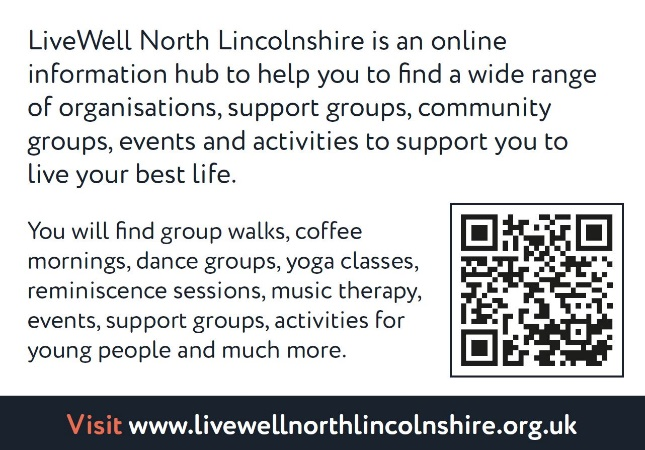 LiveWell North Lincolnshire is an online
information hub to help you to find a wide range
of organisations, support groups, community
groups, events and activities to support you to
live your best life.
You will find group walks, coffee
mornings, dance groups, yoga classes,
reminiscence sessions, music therapy,
events, support groups, activities for
young people and much more.
Visit www.livewellnorthlincolnshire.org.uk